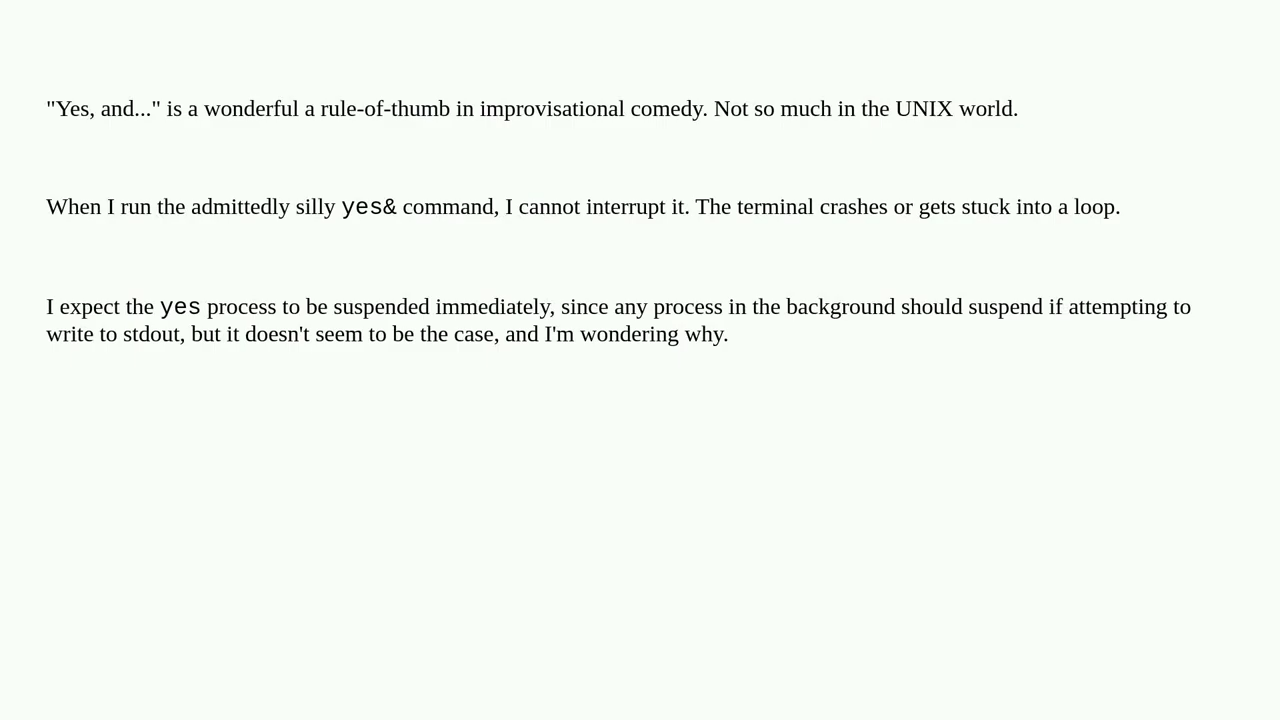 "Yes, and..." is a wonderful a rule-of-thumb in improvisational comedy. Not so much in the UNIX world.
When I run the admittedly silly yes& command, I cannot interrupt it. The terminal crashes or gets stuck into a loop.
I expect the yes process to be suspended immediately, since any process in the background should suspend if attempting to
write to stdout, but it doesn't seem to be the case, and I'm wondering why.